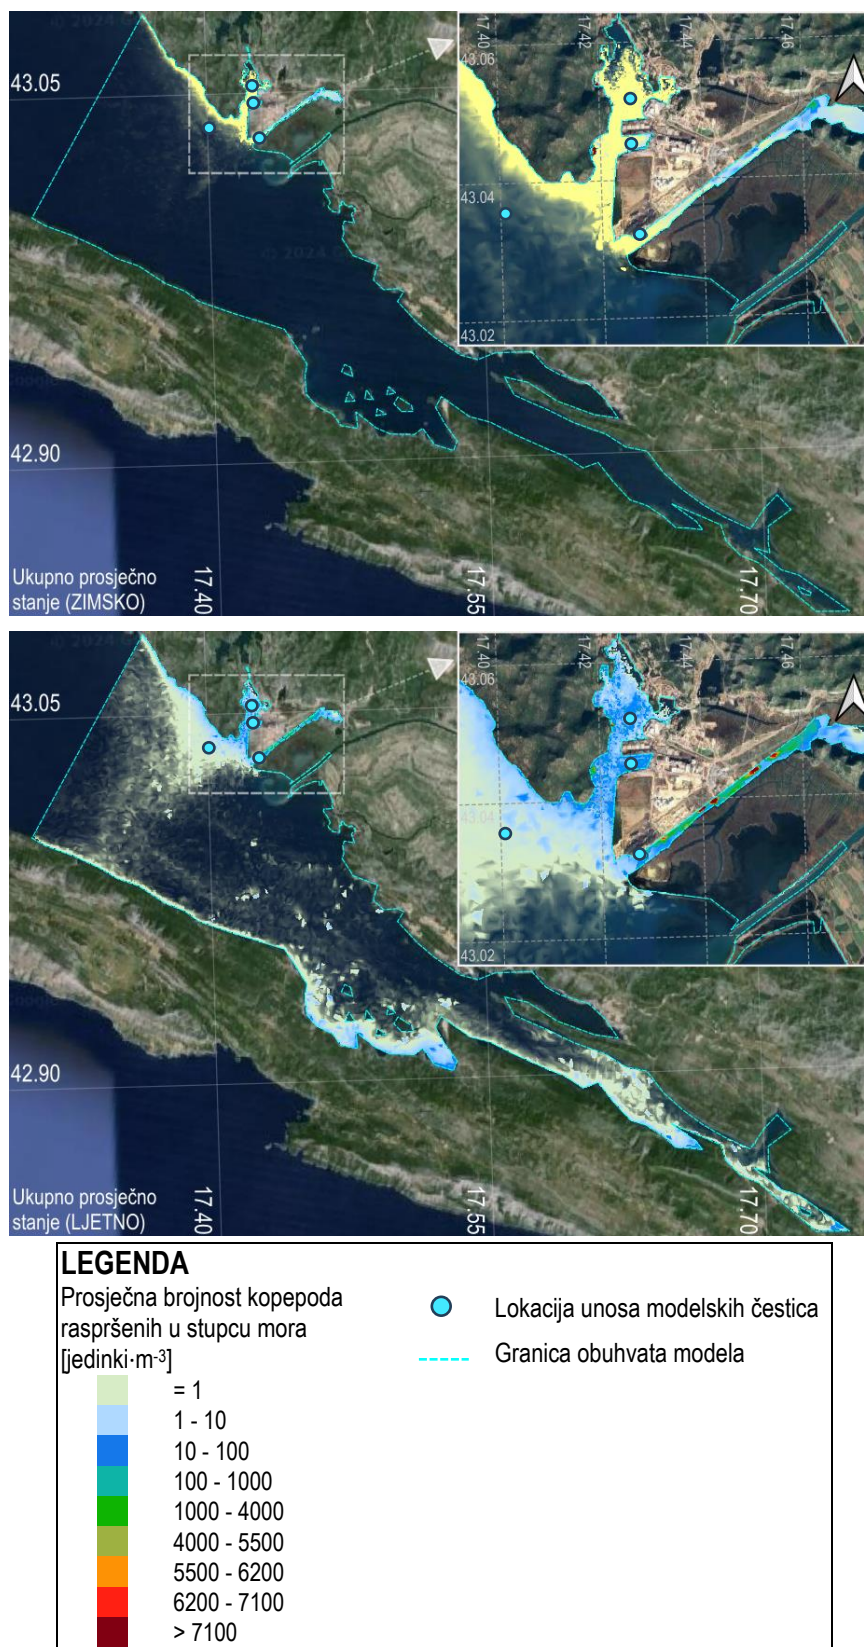 17.40
17.42
17.44
17.46
43.06
43.05
43.04
43.02
42.90
Ukupno prosječno
stanje (ZIMSKO)
17.40
17.55
17.70
17.40
17.42
17.44
17.46
43.06
43.05
43.04
43.02
42.90
Ukupno prosječno
stanje (LJETNO)
17.40
17.55
17.70
LEGENDA
Prosječna brojnost kopepoda
raspršenih u stupcu mora
[jedinki·m-3]
= 1
1 - 10
10 - 100
100 - 1000
1000 - 4000
4000 - 5500
5500 - 6200
6200 - 7100
> 7100
Lokacija unosa modelskih čestica
Granica obuhvata modela